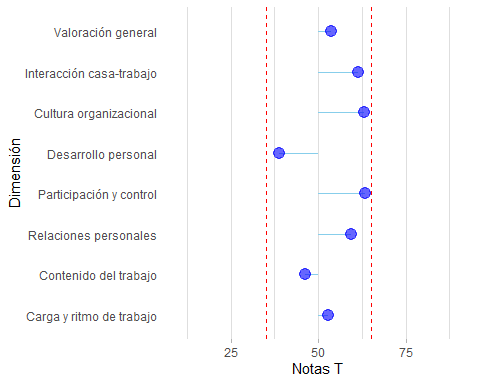 Valoración general
Interacción casa-trabajo
Cultura organizacional
Desarrollo personal
Participación y control
Relaciones personales
Contenido del trabajo
Carga y ritmo de trabajo
Dimensión
25 50 75
Notas T